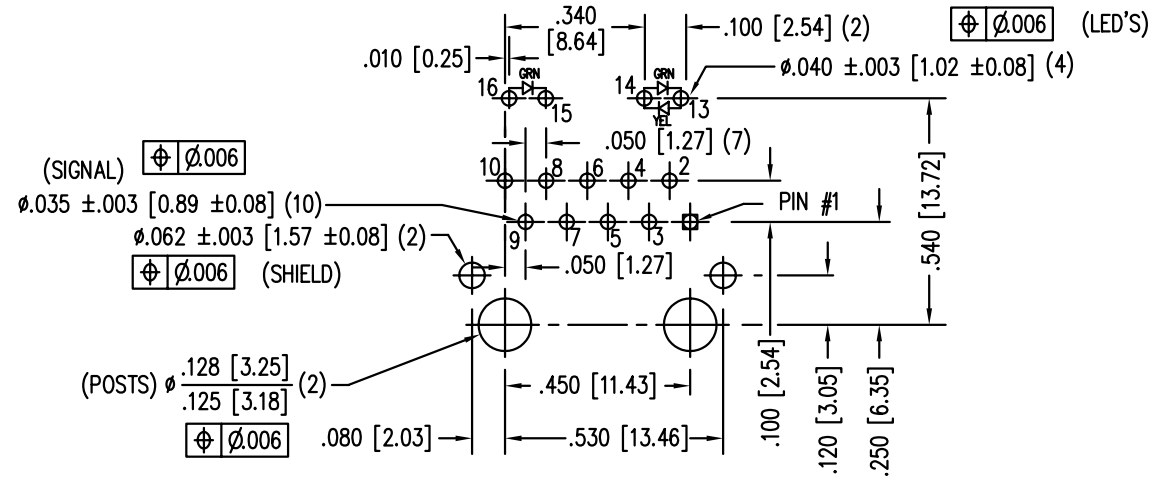 .340
[8.64]
.100 [2.54] (2)
⌖ Ø.006 (LED'S)
.010 [0.25]
ø.040 ±.003 [1.02 ±0.08] (4)
GRN
GRN
16
15
14
13
YEL
.050 [1.27] (7)
(SIGNAL) ⌖ Ø.006
10
8
6
4
2
ø.035 ±.003 [0.89 ±0.08] (10)
PIN #1
9
7
5
3
ø.062 ±.003 [1.57 ±0.08] (2)
⌖ Ø.006 (SHIELD)
.050 [1.27]
.540 [13.72]
(POSTS) ø .128 [3.25]
.125 [3.18] (2)
⌖ Ø.006
.450 [11.43]
.080 [2.03]
.530 [13.46]
.100 [2.54]
.120 [3.05]
.250 [6.35]